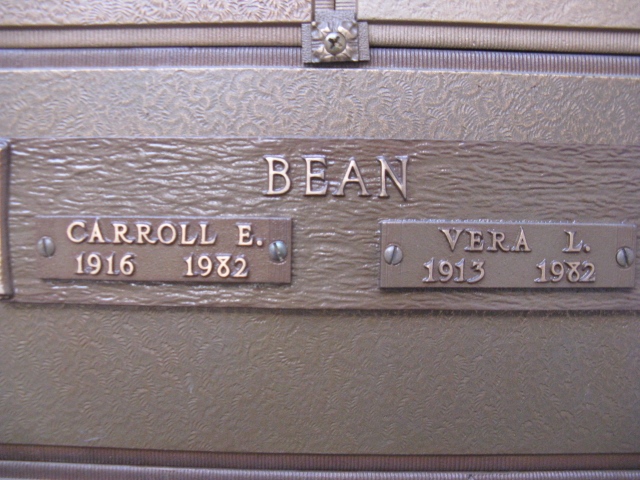 BEAN
CARROLL E.
1916 1982
VERA L.
1913 1982